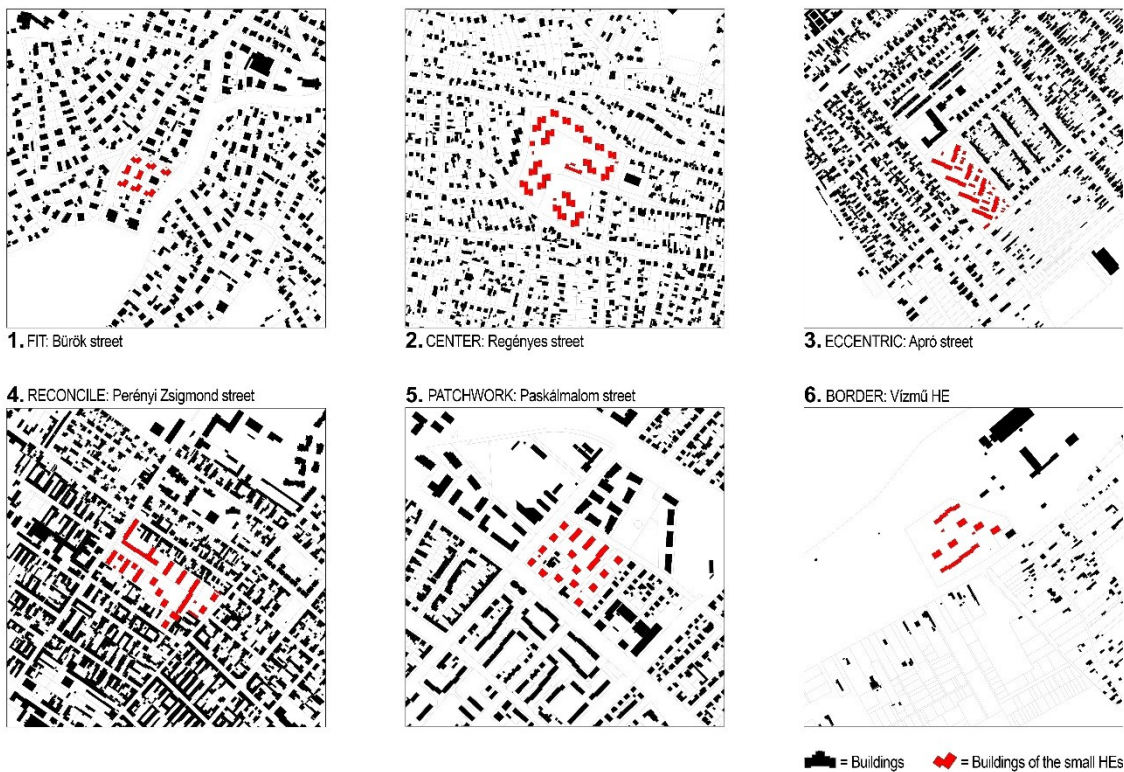 1. FIT: Bürök street
2. CENTER: Regényes street
3. ECCENTRIC: Apró street
4. RECONCILE: Perényi Zsigmond street
5. PATCHWORK: Paskálmalom street
6. BORDER: Vízmű HE
= Buildings
= Buildings of the small HEs